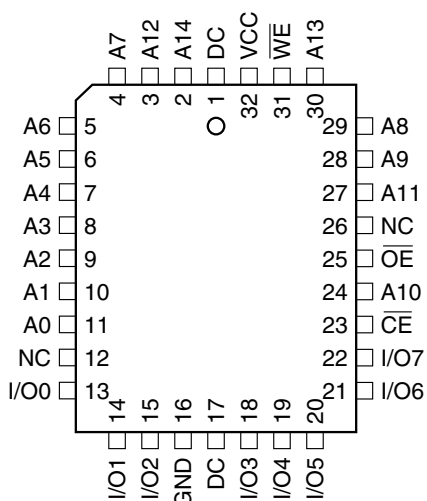 A7 A12 A14 DC VCC WE A13
4 3 2 1 32 31 30
A6 5 29 A8
A5 6 28 A9
A4 7 27 A11
A3 8 26 NC
A2 9 25 OE
A1 10 24 A10
A0 11 23 CE
NC 12 22 I/O7
I/O0 13 21 I/O6
14 15 16 17 18 19 20
I/O1 I/O2 GND DC I/O3 I/O4 I/O5